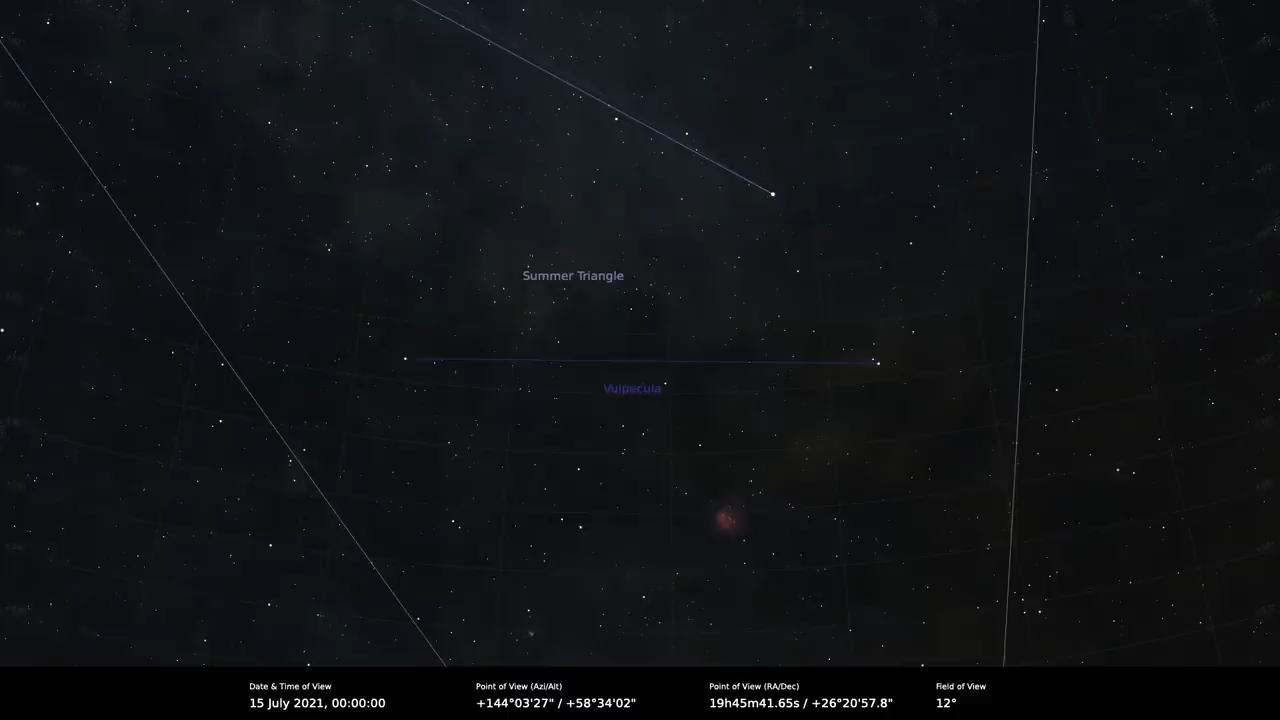 Summer Triangle
Vulpecula
Date & Time of View
15 July 2021, 00:00:00
Point of View (Azi/Alt)
+144°03'27" / +58°34'02"
Point of View (RA/Dec)
19h45m41.65s / +26°20'57.8"
Field of View
12°